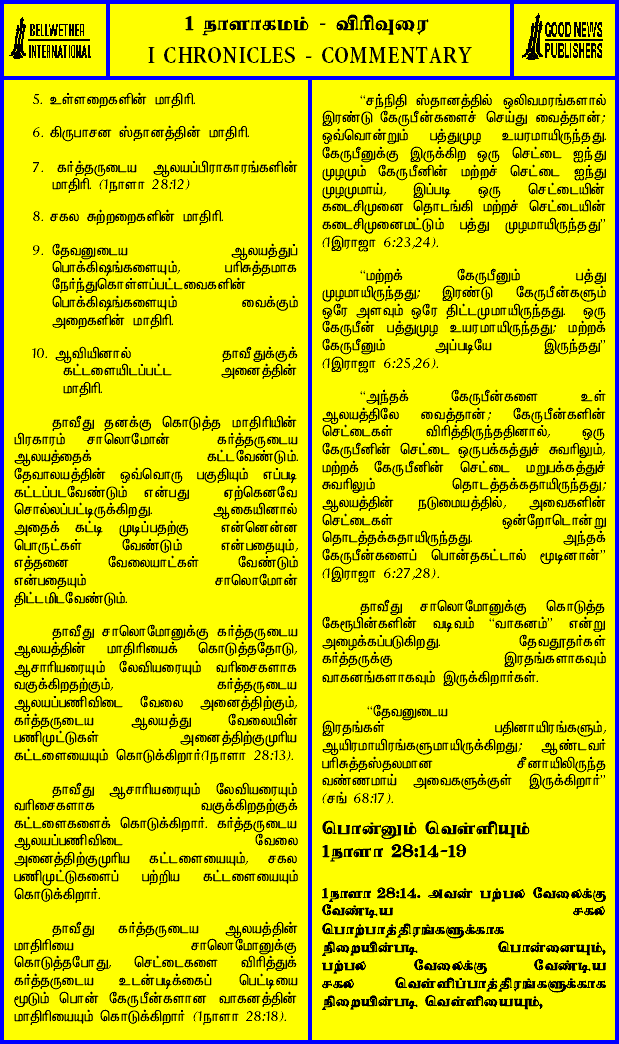 BELLWETHER
INTERNATIONAL
1 நாளாகமம் - விரிவுரை
I CHRONICLES - COMMENTARY
GOOD NEWS
PUBLISHERS
5. உள்ளறைகளின் மாதிரி.
6. கிருபாசன ஸ்தானத்தின் மாதிரி.
7. கர்த்தருடைய ஆலயப்பிராகாரங்களின்
மாதிரி. (1நாளா 28:12)
8. சகல சுற்றறைகளின் மாதிரி.
9. தேவனுடைய ஆலயத்துப்
பொக்கிஷங்களையும், பரிசுத்தமாக
நேர்ந்துகொள்ளப்பட்டவைகளின்
பொக்கிஷங்களையும் வைக்கும்
அறைகளின் மாதிரி.
10. ஆவியினால் தாவீதுக்குக்
கட்டளையிடப்பட்ட அனைத்தின்
மாதிரி.
தாவீது தனக்கு கொடுத்த மாதிரியின்
பிரகாரம் சாலொமோன் கர்த்தருடைய
ஆலயத்தைக் கட்டவேண்டும்.
தேவாலயத்தின் ஒவ்வொரு பகுதியும் எப்படி
கட்டப்படவேண்டும் என்பது ஏற்கெனவே
சொல்லப்பட்டிருக்கிறது. ஆகையினால்
அதைக் கட்டி முடிப்பதற்கு என்னென்ன
பொருட்கள் வேண்டும் என்பதையும்,
எத்தனை வேலையாட்கள் வேண்டும்
என்பதையும் சாலொமோன்
திட்டமிடவேண்டும்.
தாவீது சாலொமோனுக்கு கர்த்தருடைய
ஆலயத்தின் மாதிரியைக் கொடுத்ததோடு,
ஆசாரியரையும் லேவியரையும் வரிசைகளாக
வகுக்கிறதற்கும், கர்த்தருடைய
ஆலயப்பணிவிடை வேலை அனைத்திற்கும்,
கர்த்தருடைய ஆலயத்து வேலையின்
பணிமுட்டுகள் அனைத்திற்குமுரிய
கட்டளையையும் கொடுக்கிறார்(1நாளா 28:13).
தாவீது ஆசாரியரையும் லேவியரையும்
வரிசைகளாக வகுக்கிறதற்குக்
கட்டளைகளைக் கொடுக்கிறார். கர்த்தருடைய
ஆலயப்பணிவிடை வேலை
அனைத்திற்குமுரிய கட்டளையையும், சகல
பணிமுட்டுகளைப் பற்றிய கட்டளையையும்
கொடுக்கிறார்.
தாவீது கர்த்தருடைய ஆலயத்தின்
மாதிரியை சாலொமோனுக்கு
கொடுத்தபோது, செட்டைகளை விரித்துக்
கர்த்தருடைய உடன்படிக்கைப் பெட்டியை
மூடும் பொன் கேருபீன்களான வாகனத்தின்
மாதிரியையும் கொடுக்கிறார் (1நாளா 28:18).
“சந்நிதி ஸ்தானத்தில் ஒலிவமரங்களால்
இரண்டு கேருபீன்களைச் செய்து வைத்தான்;
ஒவ்வொன்றும் பத்துமுழ உயரமாயிருந்தது.
கேருபீனுக்கு இருக்கிற ஒரு செட்டை ஐந்து
முழமும் கேருபீனின் மற்றச் செட்டை ஐந்து
முழமுமாய், இப்படி ஒரு செட்டையின்
கடைசிமுனை தொடங்கி மற்றச் செட்டையின்
கடைசிமுனைமட்டும் பத்து முழமாயிருந்தது”
(1இராஜா 6:23,24).
“மற்றக் கேருபீனும் பத்து
முழமாயிருந்தது; இரண்டு கேருபீன்களும்
ஒரே அளவும் ஒரே திட்டமுமாயிருந்தது. ஒரு
கேருபீன் பத்துமுழ உயரமாயிருந்தது; மற்றக்
கேருபீனும் அப்படியே இருந்தது”
(1இராஜா 6:25,26).
“அந்தக் கேருபீன்களை உள்
ஆலயத்திலே வைத்தான்; கேருபீன்களின்
செட்டைகள் விரித்திருந்ததினால், ஒரு
கேருபீனின் செட்டை ஒருபக்கத்துச் சுவரிலும்,
மற்றக் கேருபீனின் செட்டை மறுபக்கத்துச்
சுவரிலும் தொடத்தக்கதாயிருந்தது;
ஆலயத்தின் நடுமையத்தில், அவைகளின்
செட்டைகள் ஒன்றோடொன்று
தொடத்தக்கதாயிருந்தது. அந்தக்
கேருபீன்களைப் பொன்தகட்டால் மூடினான்”
(1இராஜா 6:27,28).
தாவீது சாலொமோனுக்கு கொடுத்த
கேரூபின்களின் வடிவம் “வாகனம்” என்று
அழைக்கப்படுகிறது. தேவதூதர்கள்
கர்த்தருக்கு இரதங்களாகவும்
வாகனங்களாகவும் இருக்கிறார்கள்.
“தேவனுடைய
இரதங்கள் பதினாயிரங்களும்,
ஆயிரமாயிரங்களுமாயிருக்கிறது; ஆண்டவர்
பரிசுத்தஸ்தலமான சீனாயிலிருந்த
வண்ணமாய் அவைகளுக்குள் இருக்கிறார்”
(சங் 68:17).
பொன்னும் வெள்ளியும்
1நாளா 28:14-19
1நாளா 28:14. அவன் பற்பல வேலைக்கு
வேண்டிய சகல
பொற்பாத்திரங்களுக்காக
நிறையின்படி பொன்னையும்,
பற்பல வேலைக்கு வேண்டிய
சகல வெள்ளிப்பாத்திரங்களுக்காக
நிறையின்படி வெள்ளியையும்,